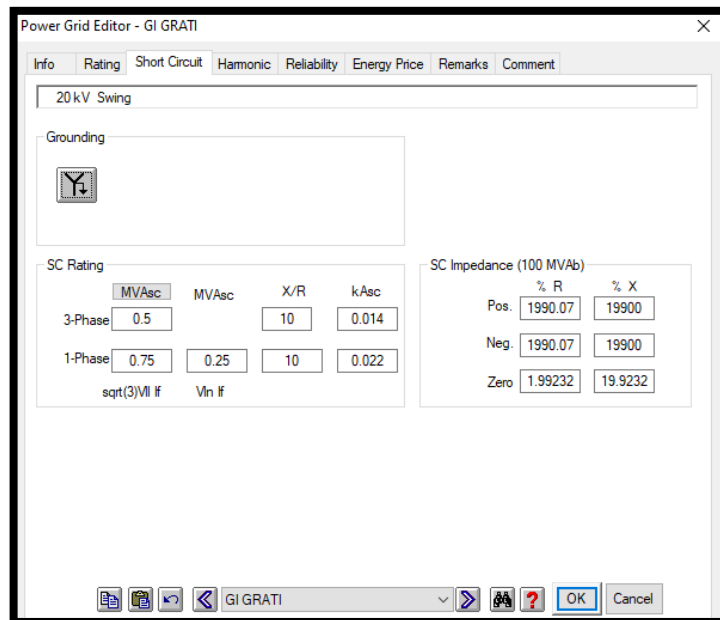 Power Grid Editor - GI GRATI
Info Rating Short Circuit Harmonic Reliability Energy Price Remarks Comment
20 kV Swing
Grounding
SC Rating
MVAsc MVAsc X/R kAsc
3-Phase 0.5 10 0.014
1-Phase 0.75 0.25 10 0.022
sqrt(3)Vll If Vln If
SC Impedance (100 MVAb)
% R % X
Pos. 1990.07 19900
Neg. 1990.07 19900
Zero 1.99232 19.9232
GI GRATI ? OK Cancel